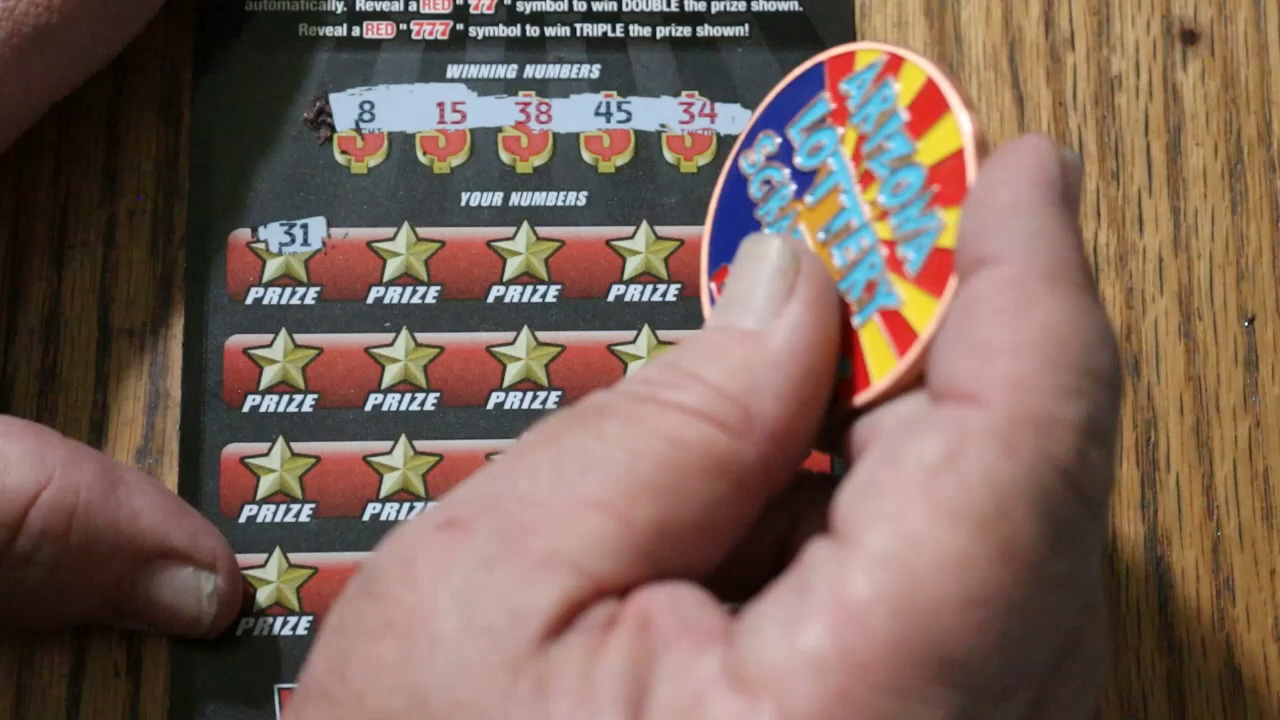 automatically. Reveal a RED "77" symbol to win DOUBLE the prize shown.
Reveal a RED "777" symbol to win TRIPLE the prize shown!
WINNING NUMBERS
8 15 38 45 34
YOUR NUMBERS
31
PRIZE PRIZE PRIZE PRIZE
PRIZE PRIZE PRIZE
PRIZE PRIZE
PRIZE
ARIZONA
LOTTERY